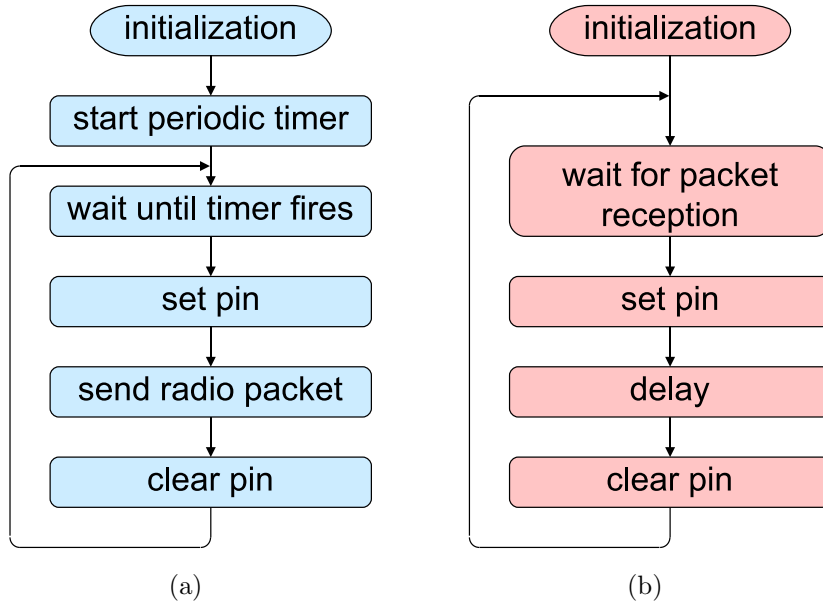 initialization
start periodic timer
wait until timer fires
set pin
send radio packet
clear pin
(a)
initialization
wait for packet
reception
set pin
delay
clear pin
(b)